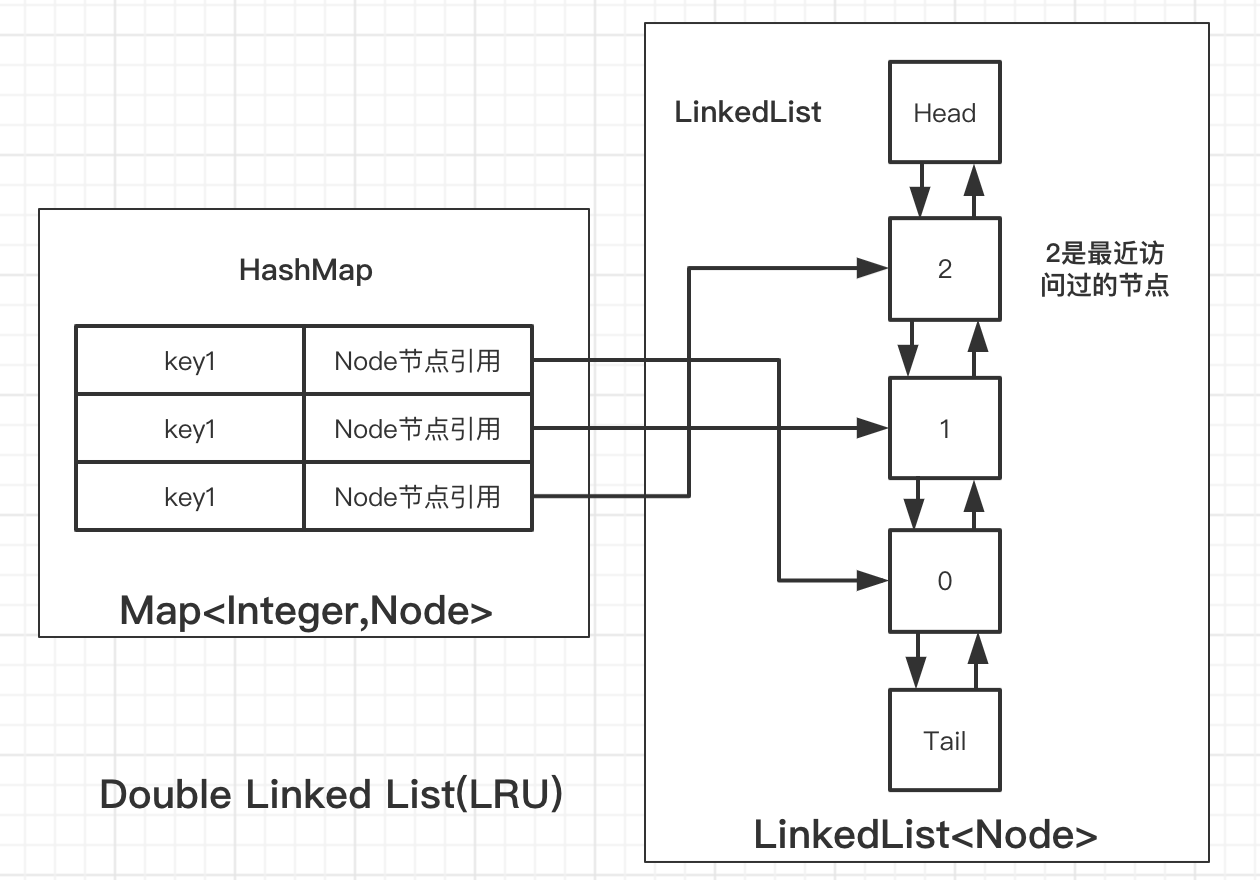 HashMap
key1 Node节点引用
key1 Node节点引用
key1 Node节点引用
Map<Integer,Node>
Double Linked List(LRU)
LinkedList
Head
2
2是最近访
问过的节点
1
0
Tail
LinkedList<Node>